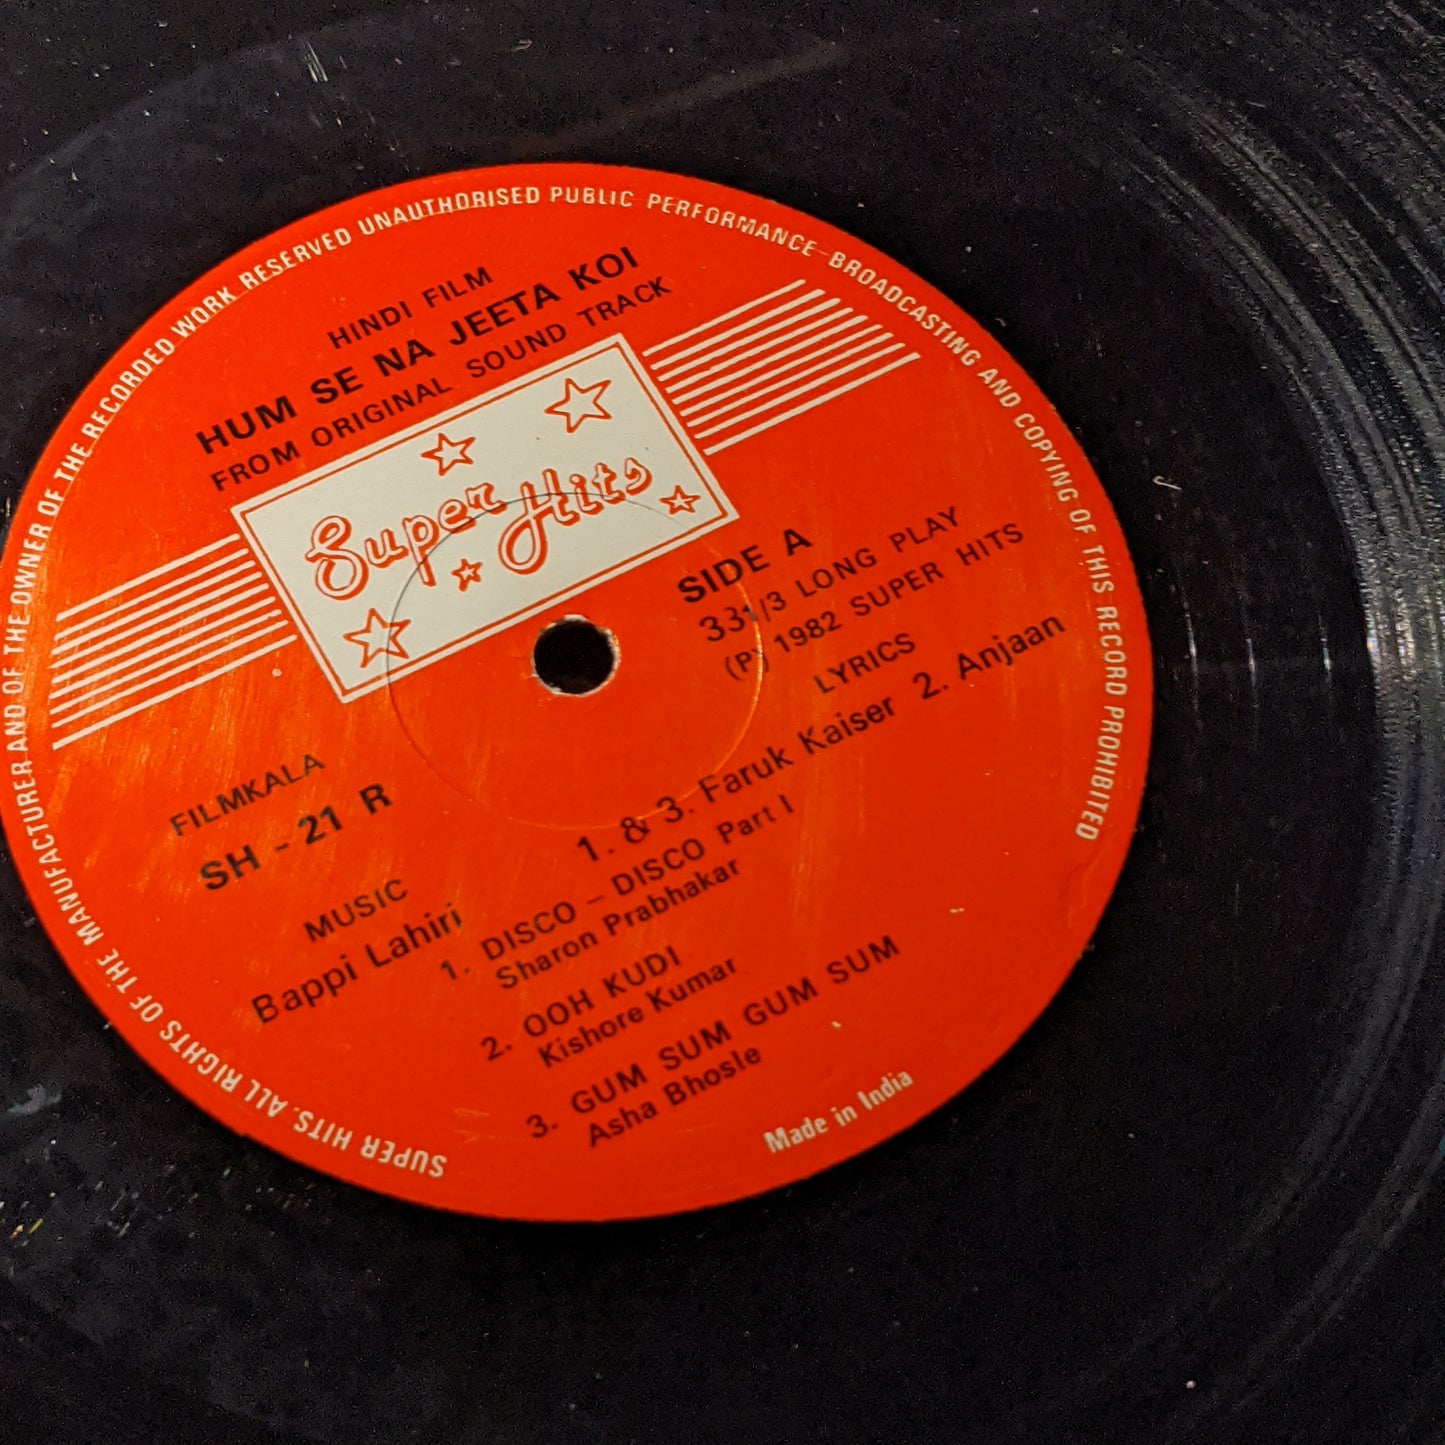 HINDI FILM
HUM SE NA JEETA KOI
FROM ORIGINAL SOUND TRACK
Super Hits
SIDE A
33 1/3 LONG PLAY
(P) 1982 SUPER HITS
LYRICS
1. & 3. Faruk Kaiser 2. Anjaan
FILMKALA
SH - 21 R
MUSIC
Bappi Lahiri
1. DISCO – DISCO Part I
Sharon Prabhakar
2. OOH KUDI
Kishore Kumar
3. GUM SUM GUM SUM
Asha Bhosle
Made in India
SUPER HITS. ALL RIGHTS OF THE MANUFACTURER AND OF THE OWNER OF THE RECORDED WORK RESERVED UNAUTHORISED PUBLIC PERFORMANCE—BROADCASTING AND COPYING OF THIS RECORD PROHIBITED